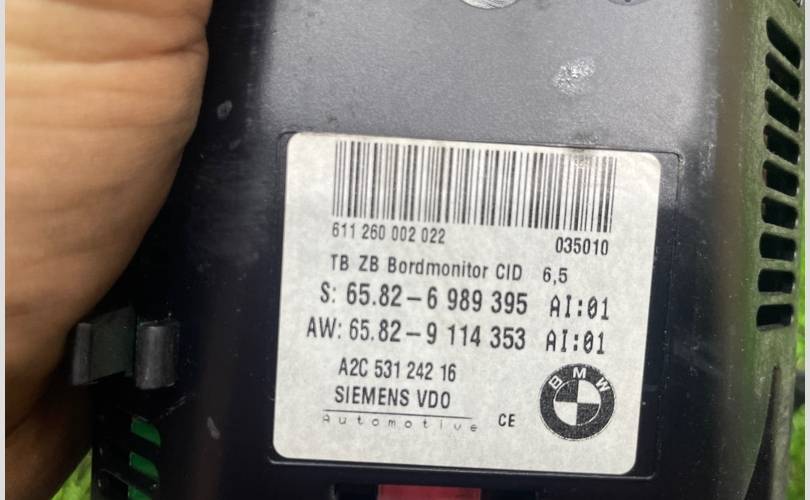 611 260 002 022 035010
TB ZB Bordmonitor CID 6,5
S: 65.82-6 989 395 AI:01
AW: 65.82-9 114 353 AI:01
A2C 531 242 16
SIEMENS VDO
Automotive CE
BMW